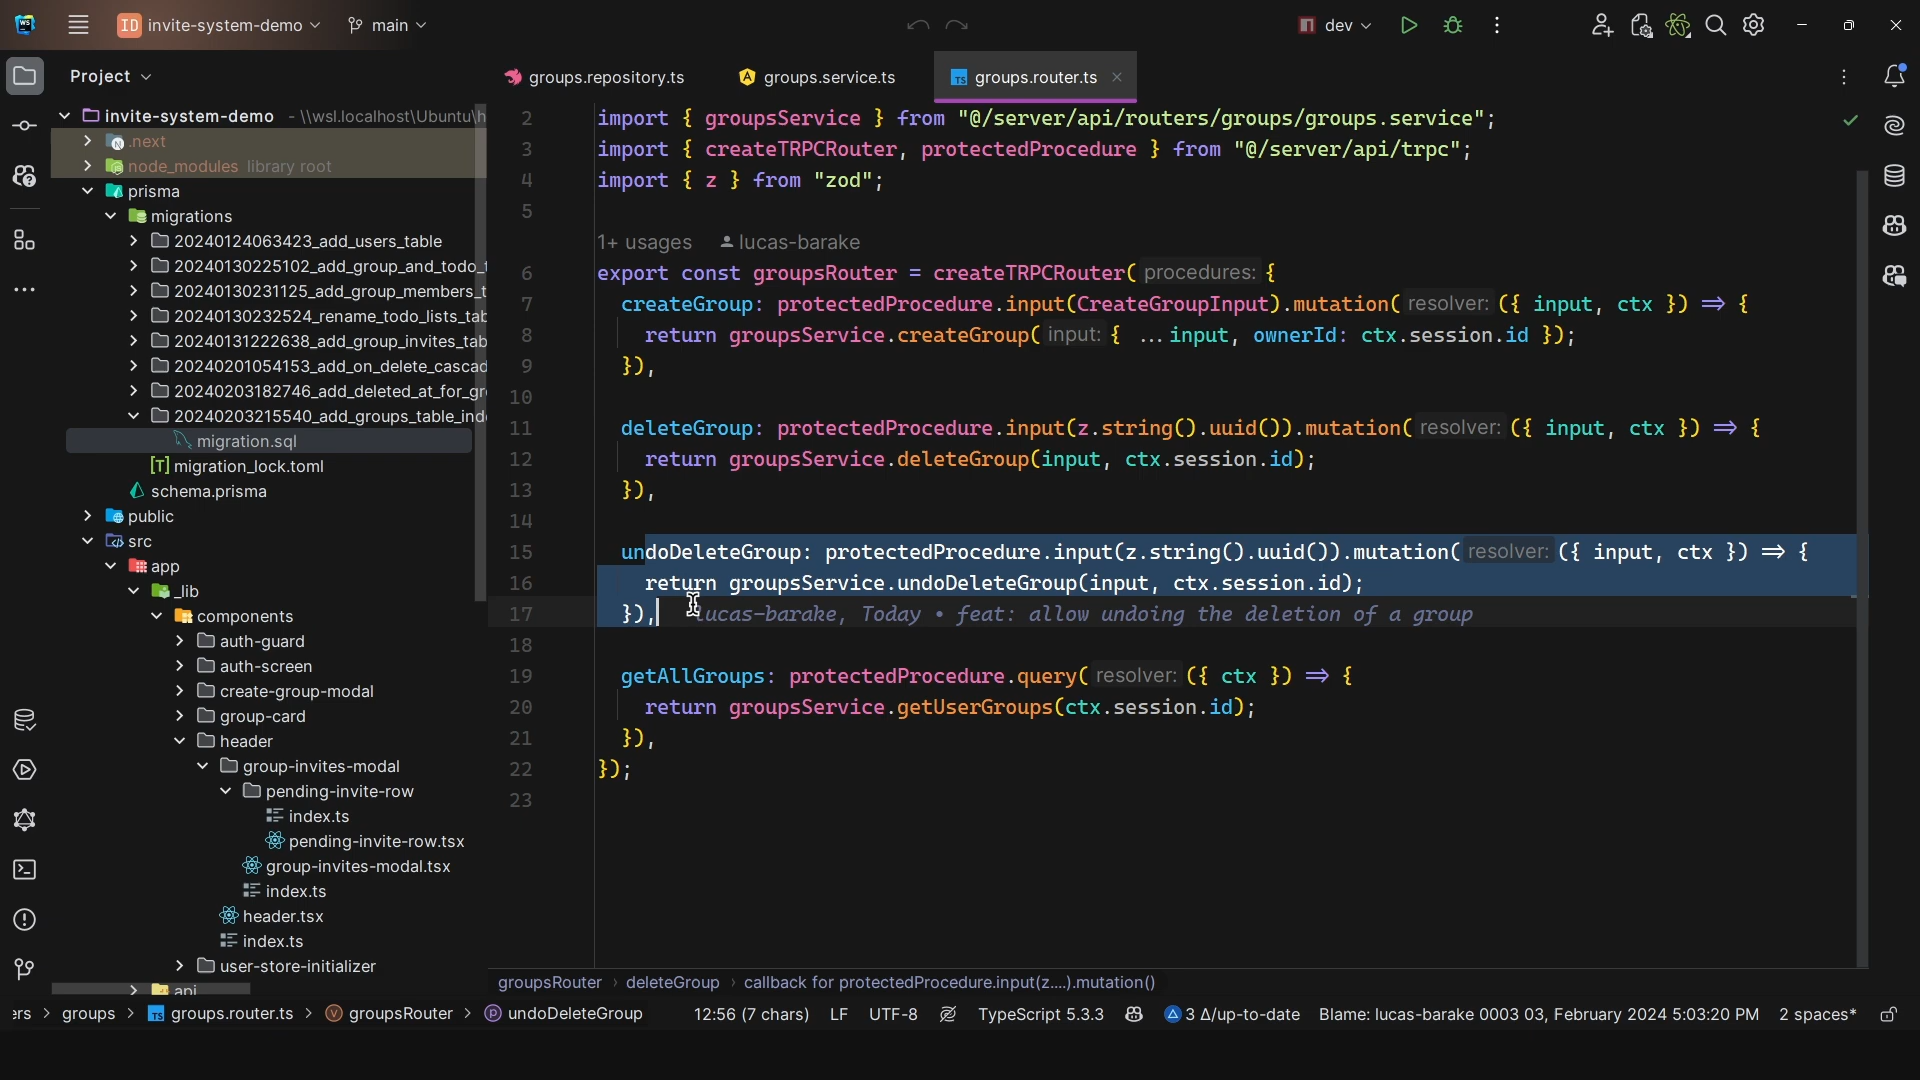 WS
ID invite-system-demo
main
dev
Project
invite-system-demo - \\wsl.localhost\Ubuntu\h
.next
node_modules library root
prisma
migrations
20240124063423_add_users_table
20240130225102_add_group_and_todo_t
20240130231125_add_group_members_t
20240130232524_rename_todo_lists_tab
20240131222638_add_group_invites_tab
20240201054153_add_on_delete_cascad
20240203182746_add_deleted_at_for_gr
20240203215540_add_groups_table_ind
migration.sql
[T] migration_lock.toml
schema.prisma
public
src
app
_lib
components
auth-guard
auth-screen
create-group-modal
group-card
header
group-invites-modal
pending-invite-row
index.ts
pending-invite-row.tsx
group-invites-modal.tsx
index.ts
header.tsx
index.ts
user-store-initializer
api
groups.repository.ts
groups.service.ts
TS groups.router.ts
2 import { groupsService } from "@/server/api/routers/groups/groups.service";
3 import { createTRPCRouter, protectedProcedure } from "@/server/api/trpc";
4 import { z } from "zod";
5
1+ usages lucas-barake
6 export const groupsRouter = createTRPCRouter( procedures: {
7 createGroup: protectedProcedure.input(CreateGroupInput).mutation( resolver: ({ input, ctx }) ⇒ {
8 return groupsService.createGroup( input: { ...input, ownerId: ctx.session.id });
9 }),
10
11 deleteGroup: protectedProcedure.input(z.string().uuid()).mutation( resolver: ({ input, ctx }) ⇒ {
12 return groupsService.deleteGroup(input, ctx.session.id);
13 }),
14
15 undoDeleteGroup: protectedProcedure.input(z.string().uuid()).mutation( resolver: ({ input, ctx }) ⇒ {
16 return groupsService.undoDeleteGroup(input, ctx.session.id);
17 }), lucas-barake, Today • feat: allow undoing the deletion of a group
18
19 getAllGroups: protectedProcedure.query( resolver: ({ ctx }) ⇒ {
20 return groupsService.getUserGroups(ctx.session.id);
21 }),
22 });
23
groupsRouter › deleteGroup › callback for protectedProcedure.input(z....).mutation()
ers › groups › TS groups.router.ts › V groupsRouter › P undoDeleteGroup
12:56 (7 chars) LF UTF-8 TypeScript 5.3.3 3 Δ/up-to-date Blame: lucas-barake 0003 03, February 2024 5:03:20 PM 2 spaces*